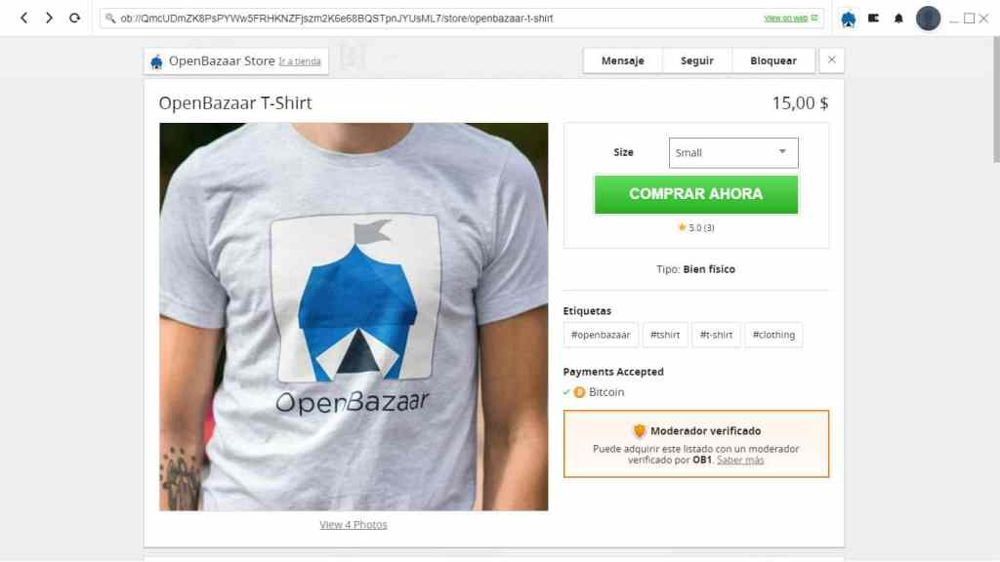 ob://QmcUDmZK8PsPYWw5FRHKNZFjszm2K6e68BQSTpnJYUsML7/store/openbazaar-t-shirt
View on web
OpenBazaar Store Ir a tienda
Mensaje Seguir Bloquear
OpenBazaar T-Shirt
15,00 $
Size
Small
COMPRAR AHORA
5.0 (3)
Tipo: Bien físico
Etiquetas
#openbazaar #tshirt #t-shirt #clothing
Payments Accepted
Bitcoin
Moderador verificado
Puede adquirir este listado con un moderador
verificado por OB1. Saber más
OpenBazaar
View 4 Photos